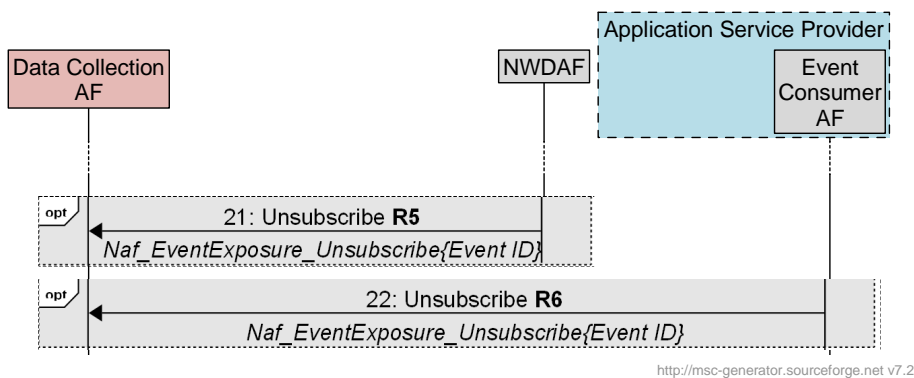 Application Service Provider
Data Collection
AF
NWDAF
Event
Consumer
AF
opt
21: Unsubscribe R5
Naf_EventExposure_Unsubscribe{Event ID}
opt
22: Unsubscribe R6
Naf_EventExposure_Unsubscribe{Event ID}
http://msc-generator.sourceforge.net v7.2